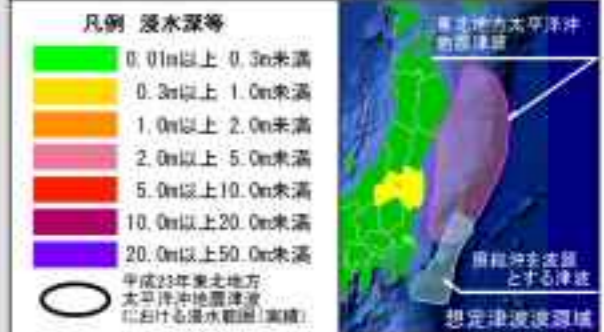 凡例 浸水深等
0.01m以上 0.3m未満
0.3m以上 1.0m未満
1.0m以上 2.0m未満
2.0m以上 5.0m未満
5.0m以上10.0m未満
10.0m以上20.0m未満
20.0m以上50.0m未満
平成23年東北地方
太平洋沖地震津波
における浸水範囲(実績)
東北地方太平洋沖
地震津波
房総沖を波源
とする津波
想定津波波源域